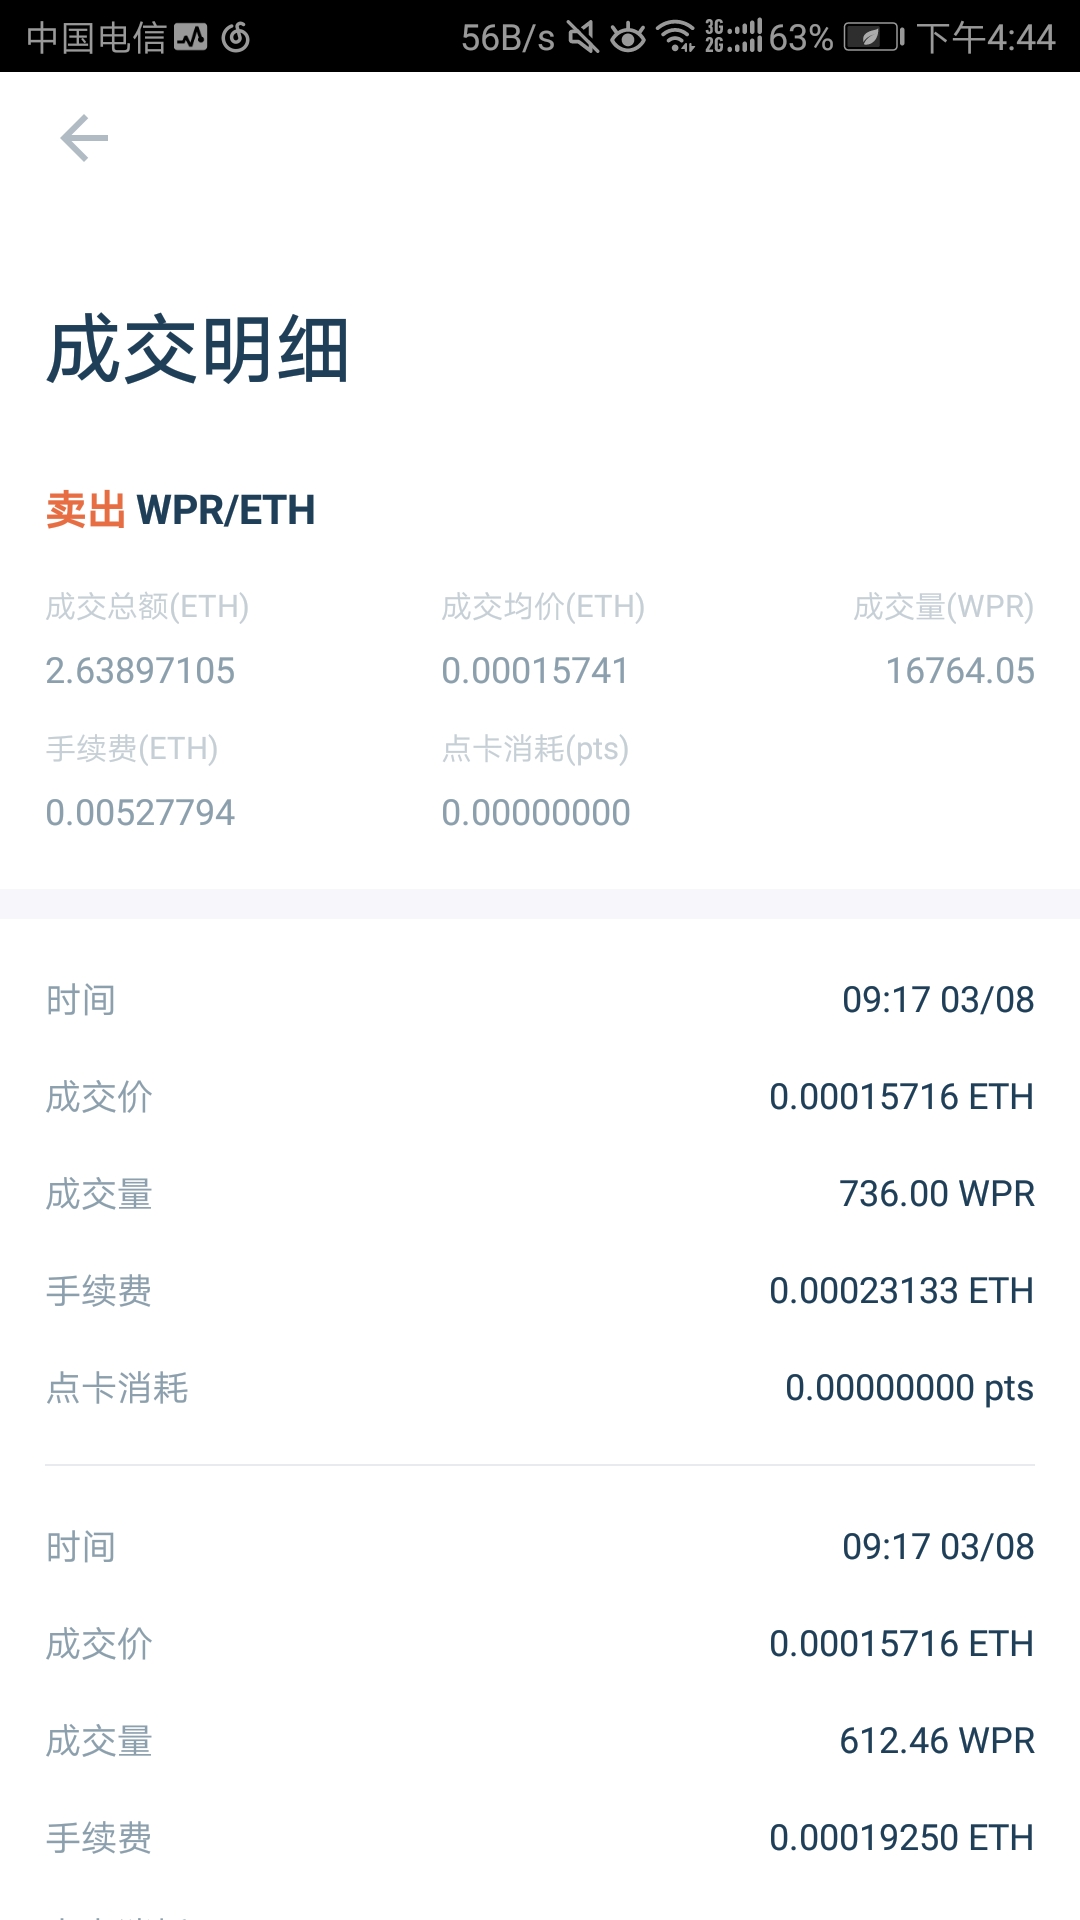 中国电信 56B/s 3G 2G 63% 下午4:44
成交明细
卖出 WPR/ETH
成交总额(ETH) 成交均价(ETH) 成交量(WPR)
2.63897105 0.00015741 16764.05
手续费(ETH) 点卡消耗(pts)
0.00527794 0.00000000
时间 09:17 03/08
成交价 0.00015716 ETH
成交量 736.00 WPR
手续费 0.00023133 ETH
点卡消耗 0.00000000 pts
时间 09:17 03/08
成交价 0.00015716 ETH
成交量 612.46 WPR
手续费 0.00019250 ETH